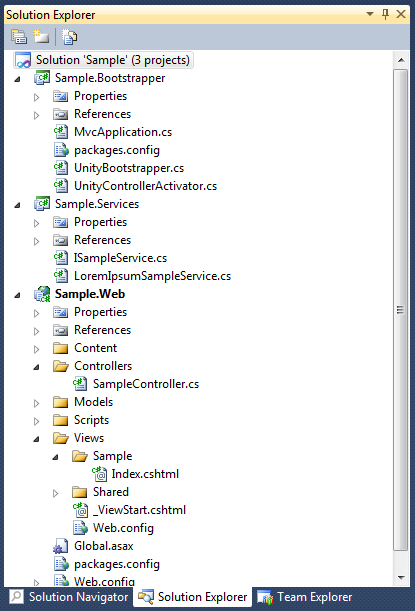 Solution Explorer
Solution 'Sample' (3 projects)
Sample.Bootstrapper
Properties
References
MvcApplication.cs
packages.config
UnityBootstrapper.cs
UnityControllerActivator.cs
Sample.Services
Properties
References
ISampleService.cs
LoremIpsumSampleService.cs
Sample.Web
Properties
References
Content
Controllers
SampleController.cs
Models
Scripts
Views
Sample
Index.cshtml
Shared
_ViewStart.cshtml
Web.config
Global.asax
packages.config
Web.config
Solution Navigator Solution Explorer Team Explorer